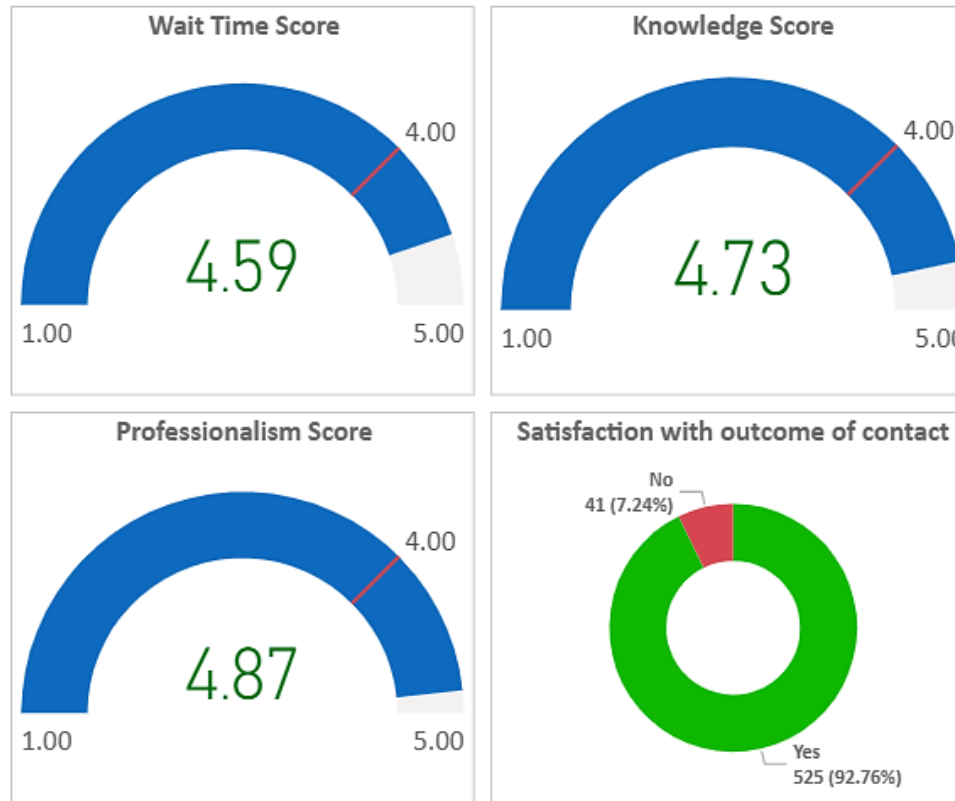 Wait Time Score
4.00
4.59
1.00
5.00
Knowledge Score
4.00
4.73
1.00
5.00
Professionalism Score
4.00
4.87
1.00
5.00
Satisfaction with outcome of contact
No
41 (7.24%)
Yes
525 (92.76%)